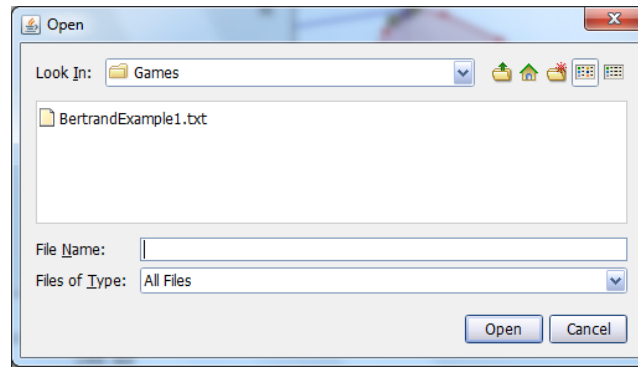 Open
Look In: Games
BertrandExample1.txt
File Name:
Files of Type: All Files
Open Cancel